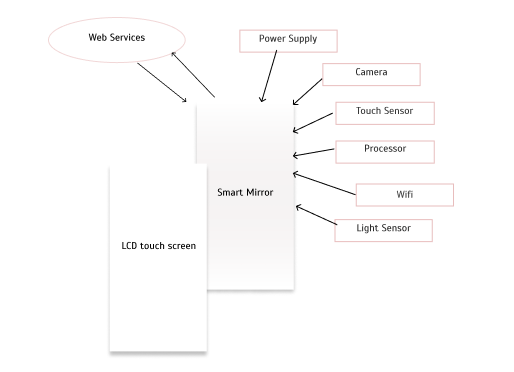 Web Services
Power Supply
Camera
Touch Sensor
Processor
Smart Mirror
Wifi
Light Sensor
LCD touch screen